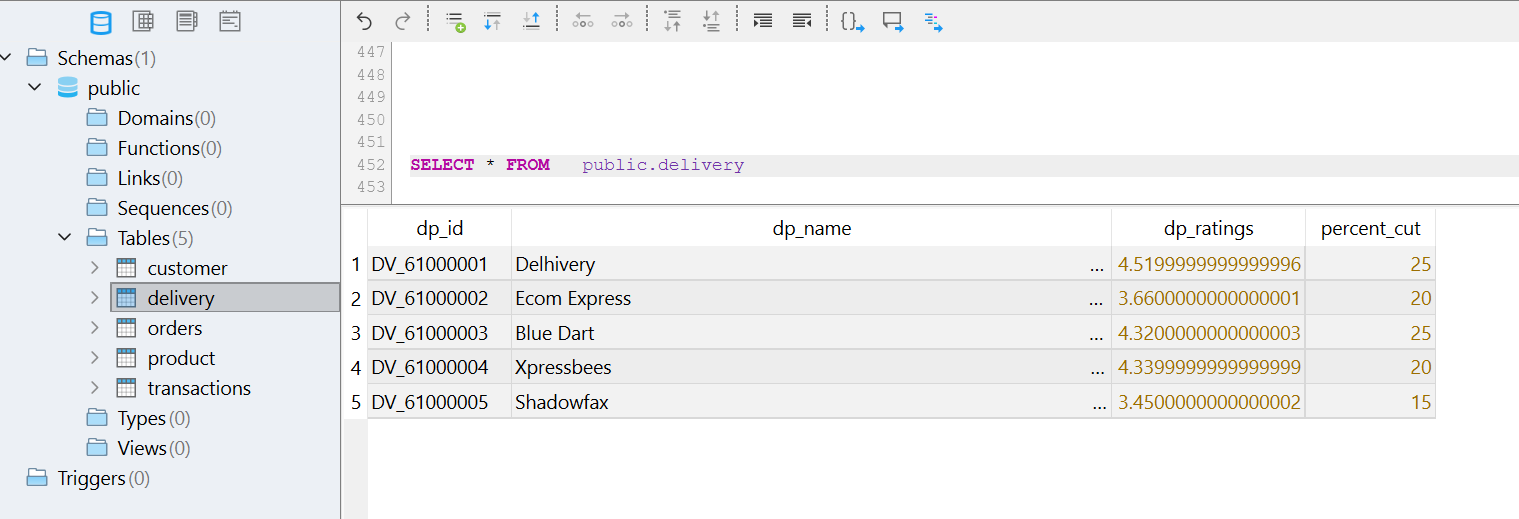 Schemas(1)
public
Domains(0)
Functions(0)
Links(0)
Sequences(0)
Tables(5)
customer
delivery
orders
product
transactions
Types(0)
Views(0)
Triggers(0)
447
448
449
450
451
452 SELECT * FROM public.delivery
453
dp_id dp_name dp_ratings percent_cut
1 DV_61000001 Delhivery ... 4.5199999999999996 25
2 DV_61000002 Ecom Express ... 3.6600000000000001 20
3 DV_61000003 Blue Dart ... 4.3200000000000003 25
4 DV_61000004 Xpressbees ... 4.3399999999999999 20
5 DV_61000005 Shadowfax ... 3.4500000000000002 15